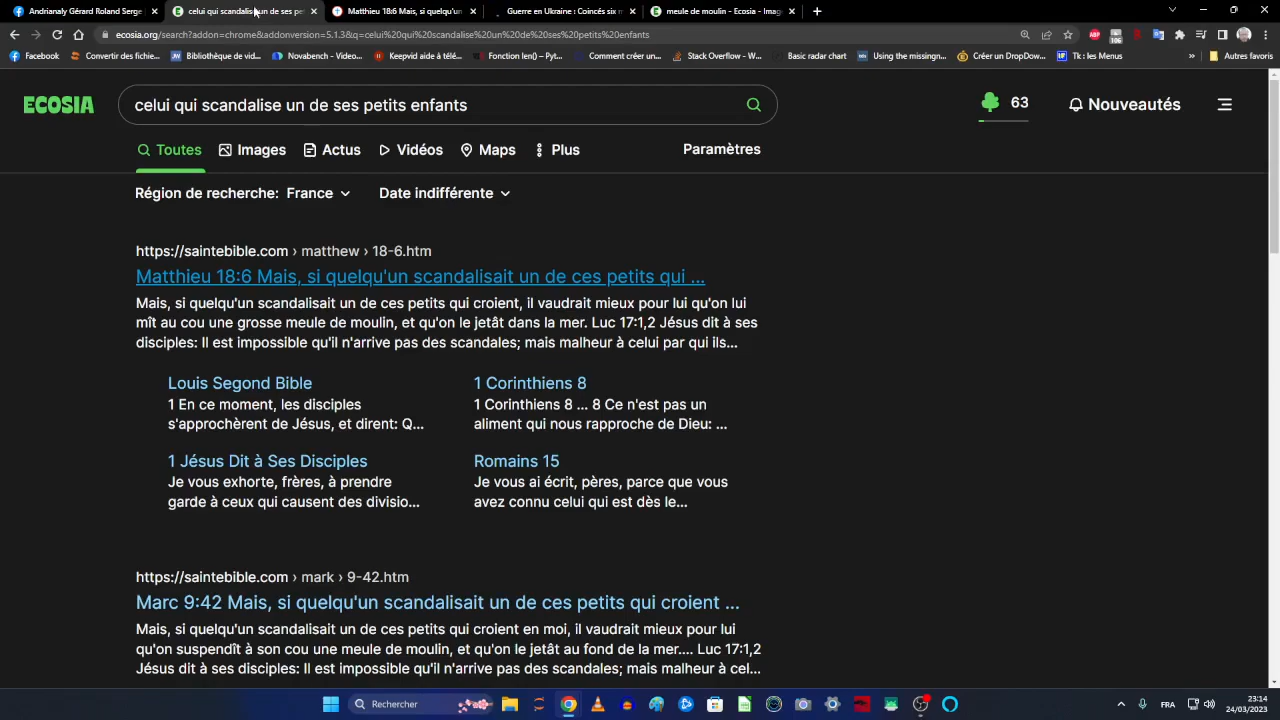 Andrianaly Gérard Roland Serge
celui qui scandalise un de ses pe
Matthieu 18:6 Mais, si quelqu'un
Guerre en Ukraine : Coincés six m
meule de moulin - Ecosia - Imag
ecosia.org/search?addon=chrome&addonversion=5.1.3&q=celui%20qui%20scandalise%20un%20de%20ses%20petits%20enfants
Facebook
Convertir des fichie...
Bibliothèque de vid...
Novabench - Video...
Keepvid aide à télé...
Fonction len() – Pyt...
Comment créer un...
Stack Overflow - W...
Basic radar chart
Using the missingn...
Créer un DropDow...
Tk : les Menus
»
Autres favoris
ECOSIA
celui qui scandalise un de ses petits enfants
63
Nouveautés
Toutes
Images
Actus
Vidéos
Maps
Plus
Paramètres
Région de recherche: France
Date indifférente
https://saintebible.com › matthew › 18-6.htm
Matthieu 18:6 Mais, si quelqu'un scandalisait un de ces petits qui ...
Mais, si quelqu'un scandalisait un de ces petits qui croient, il vaudrait mieux pour lui qu'on lui
mît au cou une grosse meule de moulin, et qu'on le jetât dans la mer. Luc 17:1,2 Jésus dit à ses
disciples: Il est impossible qu'il n'arrive pas des scandales; mais malheur à celui par qui ils...
Louis Segond Bible
1 En ce moment, les disciples
s'approchèrent de Jésus, et dirent: Q...
1 Corinthiens 8
1 Corinthiens 8 ... 8 Ce n'est pas un
aliment qui nous rapproche de Dieu: ...
1 Jésus Dit à Ses Disciples
Je vous exhorte, frères, à prendre
garde à ceux qui causent des divisio...
Romains 15
Je vous ai écrit, pères, parce que vous
avez connu celui qui est dès le...
https://saintebible.com › mark › 9-42.htm
Marc 9:42 Mais, si quelqu'un scandalisait un de ces petits qui croient ...
Mais, si quelqu'un scandalisait un de ces petits qui croient en moi, il vaudrait mieux pour lui
qu'on suspendît à son cou une meule de moulin, et qu'on le jetât au fond de la mer.... Luc 17:1,2
Jésus dit à ses disciples: Il est impossible qu'il n'arrive pas des scandales; mais malheur à cel...
Rechercher
FRA
23:14
24/03/2023